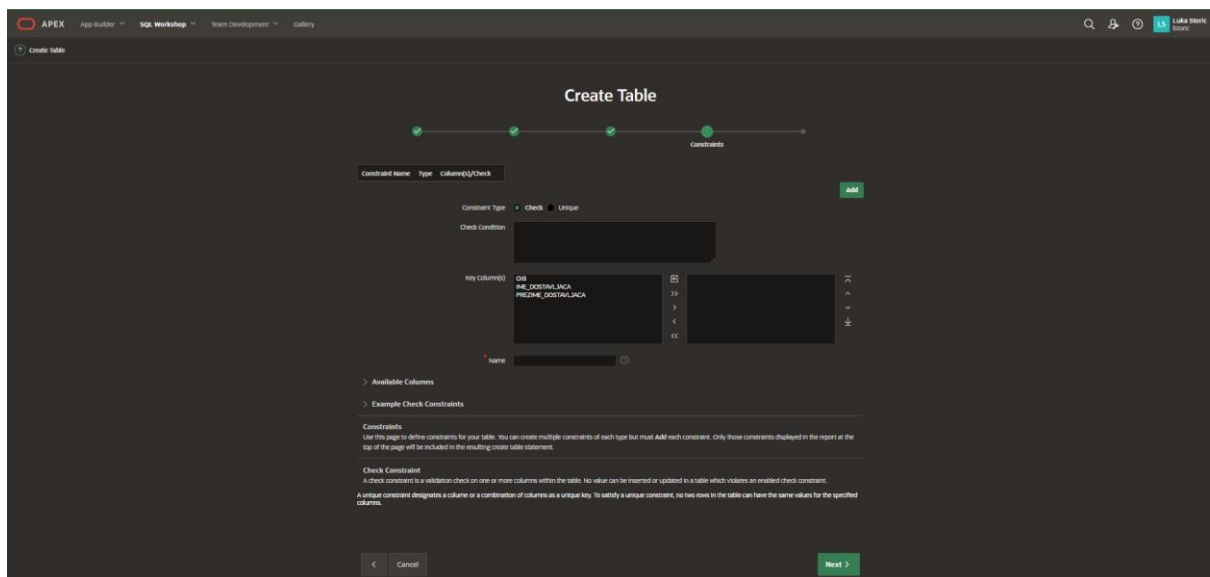 APEX App Builder SQL Workshop Team Development Gallery
LS Luka Storic
lstoric
Create Table
Create Table
Constraints
Constraint Name Type Column(s)/Check
Add
Constraint Type Check Unique
Check Condition
Key Column(s)
OIB
IME_DOSTAVLJACA
PREZIME_DOSTAVLJACA
* Name
Available Columns
Example Check Constraints
Constraints
Use this page to define constraints for your table. You can create multiple constraints of each type but must Add each constraint. Only those constraints displayed in the report at the
top of the page will be included in the resulting create table statement.
Check Constraint
A check constraint is a validation check on one or more columns within the table. No value can be inserted or updated in a table which violates an enabled check constraint.
A unique constraint designates a column or a combination of columns as a unique key. To satisfy a unique constraint, no two rows in the table can have the same values for the specified
columns.
< Cancel Next >